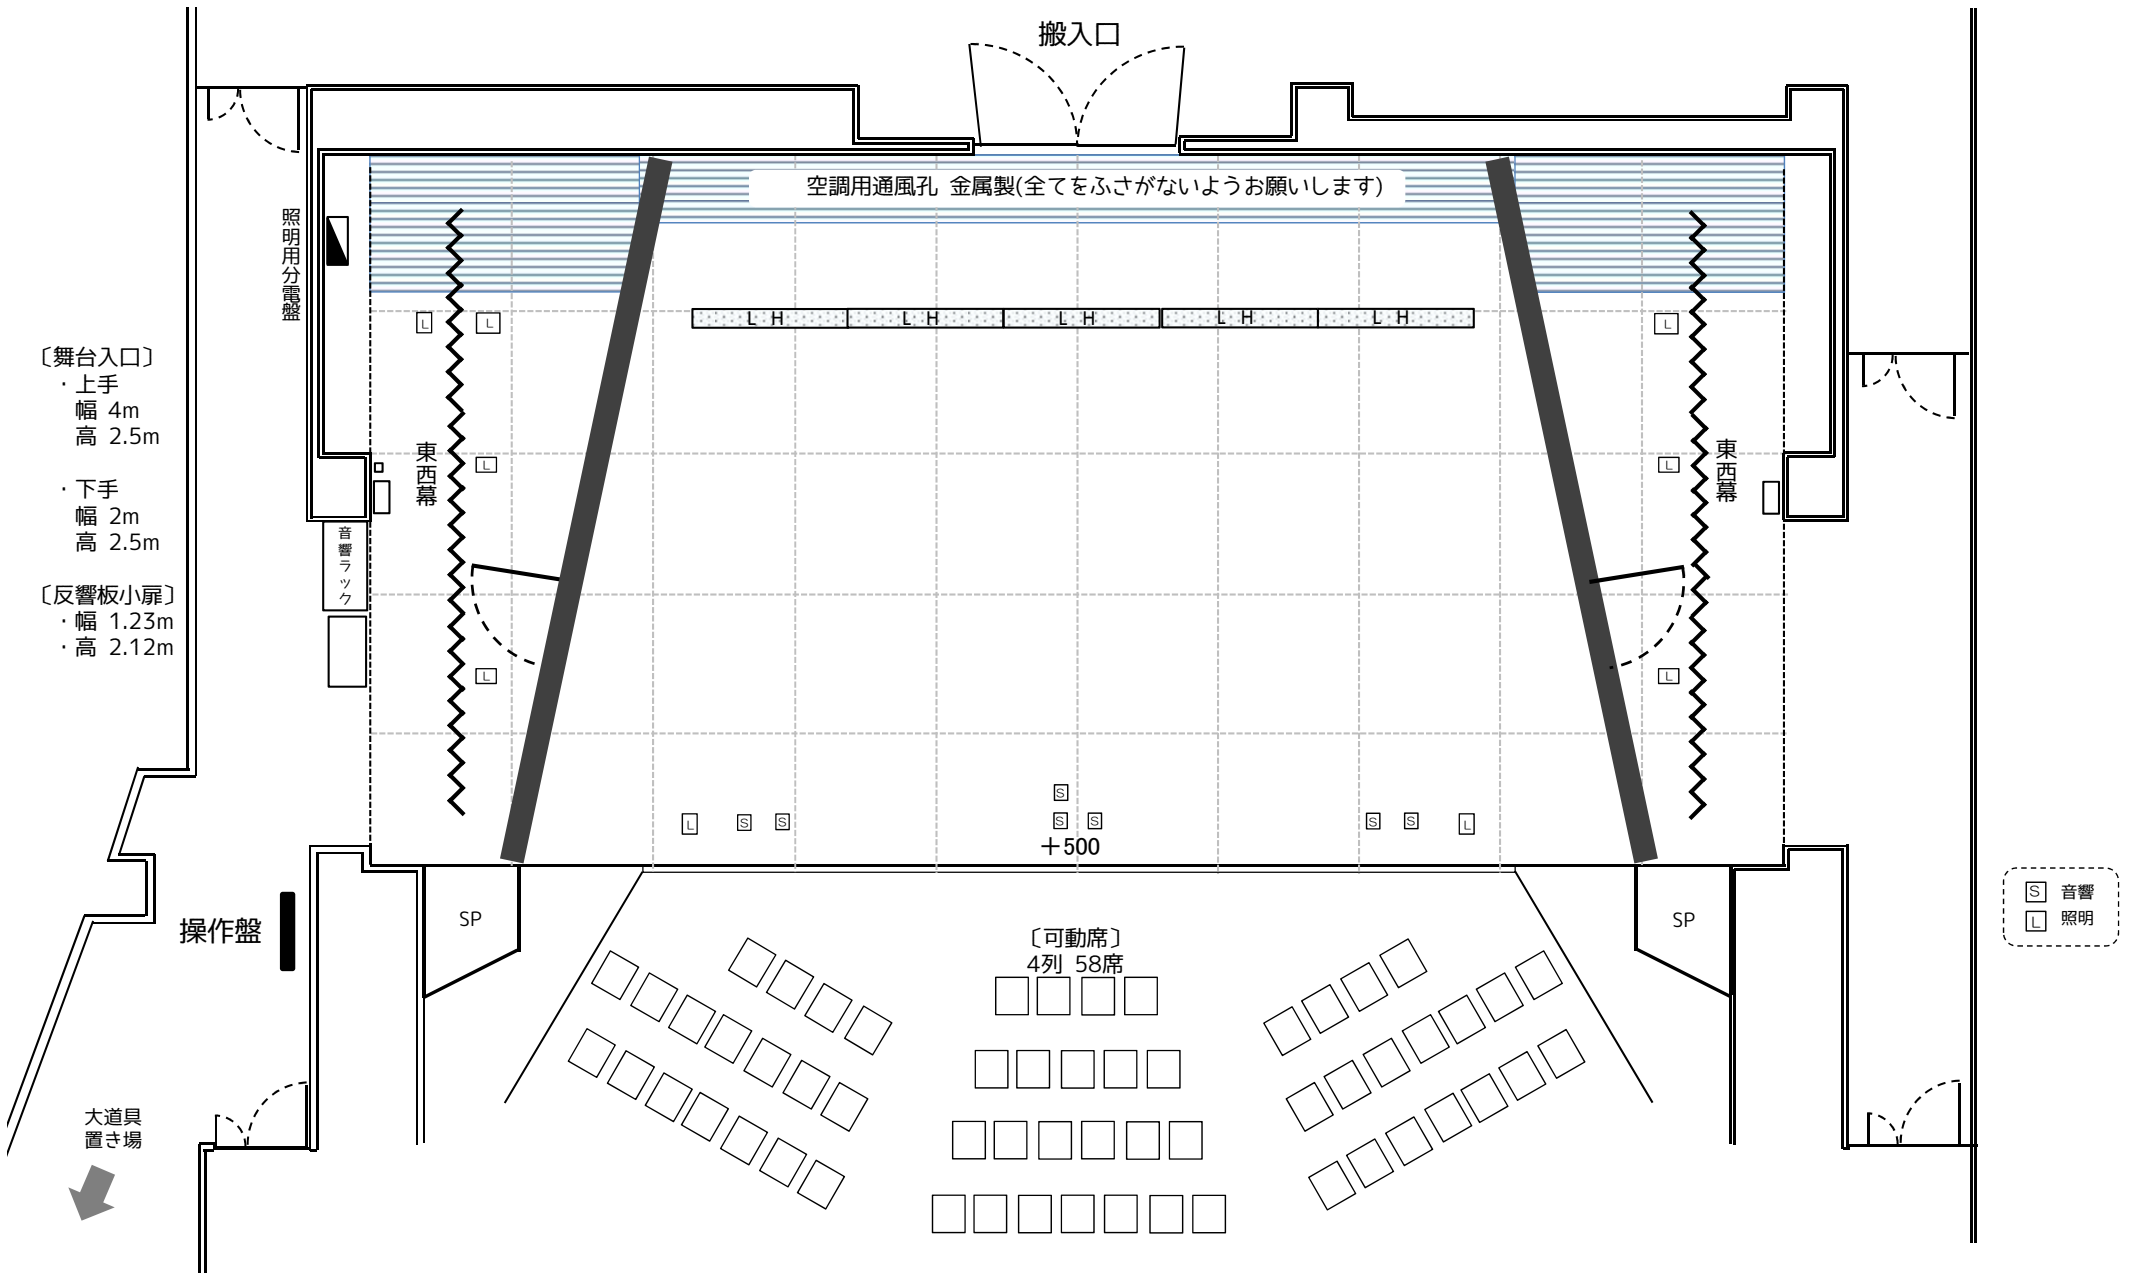 搬入口
空調用通風孔 金属製(全てをふさがないようお願いします)
照明用分電盤
L H
L H
L H
L H
L H
L
L
L
〔舞台入口〕
・上手
幅 4m
高 2.5m
・下手
幅 2m
高 2.5m
〔反響板小扉〕
・幅 1.23m
・高 2.12m
東西幕
東西幕
L
L
音響ラック
L
L
S
L
S
S
S
S
S
S
L
+500
操作盤
SP
SP
S 音響
L 照明
〔可動席〕
4列 58席
大道具
置き場